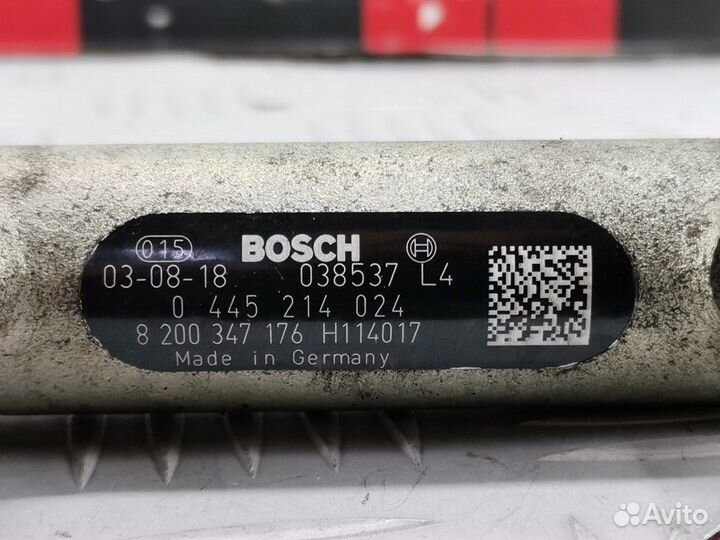 015 BOSCH
03-08-18 038537 L4
0 445 214 024
8 200 347 176 H114017
Made in Germany
Avito